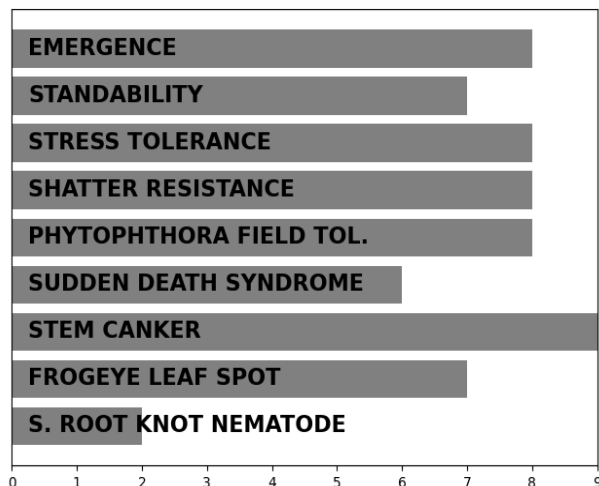 EMERGENCE
STANDABILITY
STRESS TOLERANCE
SHATTER RESISTANCE
PHYTOPHTHORA FIELD TOL.
SUDDEN DEATH SYNDROME
STEM CANKER
FROGEYE LEAF SPOT
S. ROOT KNOT NEMATODE
0 1 2 3 4 5 6 7 8 9